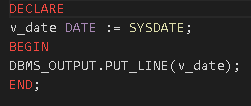 DECLARE
v_date DATE := SYSDATE;
BEGIN
DBMS_OUTPUT.PUT_LINE(v_date);
END;